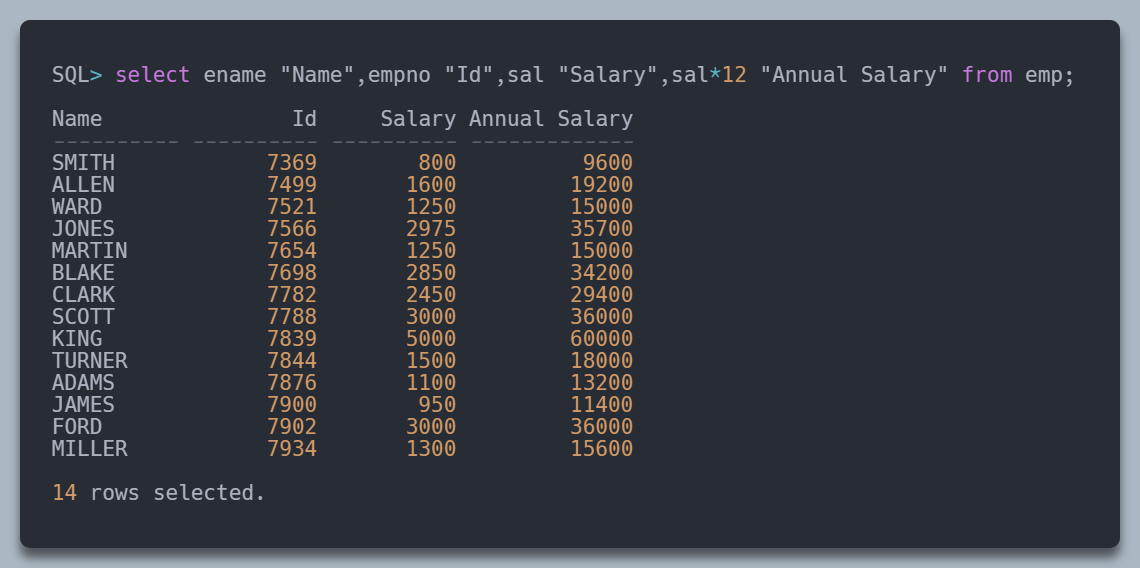 SQL> select ename "Name",empno "Id",sal "Salary",sal*12 "Annual Salary" from emp;
Name               Id     Salary Annual Salary
---------- ---------- ---------- -------------
SMITH            7369        800          9600
ALLEN            7499       1600         19200
WARD             7521       1250         15000
JONES            7566       2975         35700
MARTIN           7654       1250         15000
BLAKE            7698       2850         34200
CLARK            7782       2450         29400
SCOTT            7788       3000         36000
KING             7839       5000         60000
TURNER           7844       1500         18000
ADAMS            7876       1100         13200
JAMES            7900        950         11400
FORD             7902       3000         36000
MILLER           7934       1300         15600
14 rows selected.